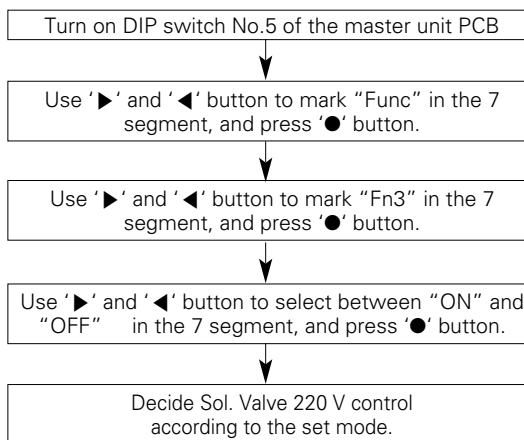 Turn on DIP switch No.5 of the master unit PCB
Use ‘▶‘ and ‘◀‘ button to mark “Func” in the 7
segment, and press ‘●‘ button.
Use ‘▶‘ and ‘◀‘ button to mark “Fn3” in the 7
segment, and press ‘●‘ button.
Use ‘▶‘ and ‘◀‘ button to select between “ON” and
“OFF” in the 7 segment, and press ‘●‘ button.
Decide Sol. Valve 220 V control
according to the set mode.